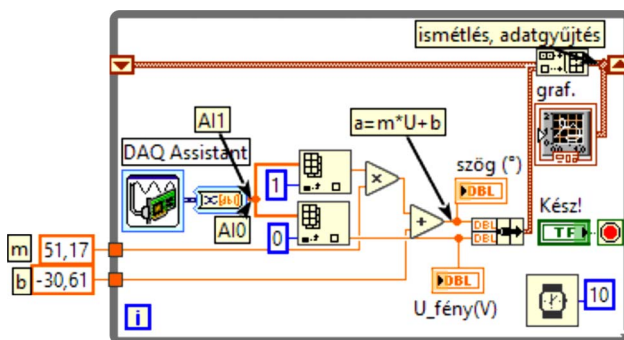 ismétlés, adatgyűjtés
graf.
AI1
a=m*U+b
DAQ Assistant
szög (°)
DBL
1
×
Kész!
+
DBL
DBL
TF
AI0
0
m 51,17
b -30,61
DBL
10
U_fény(V)
i